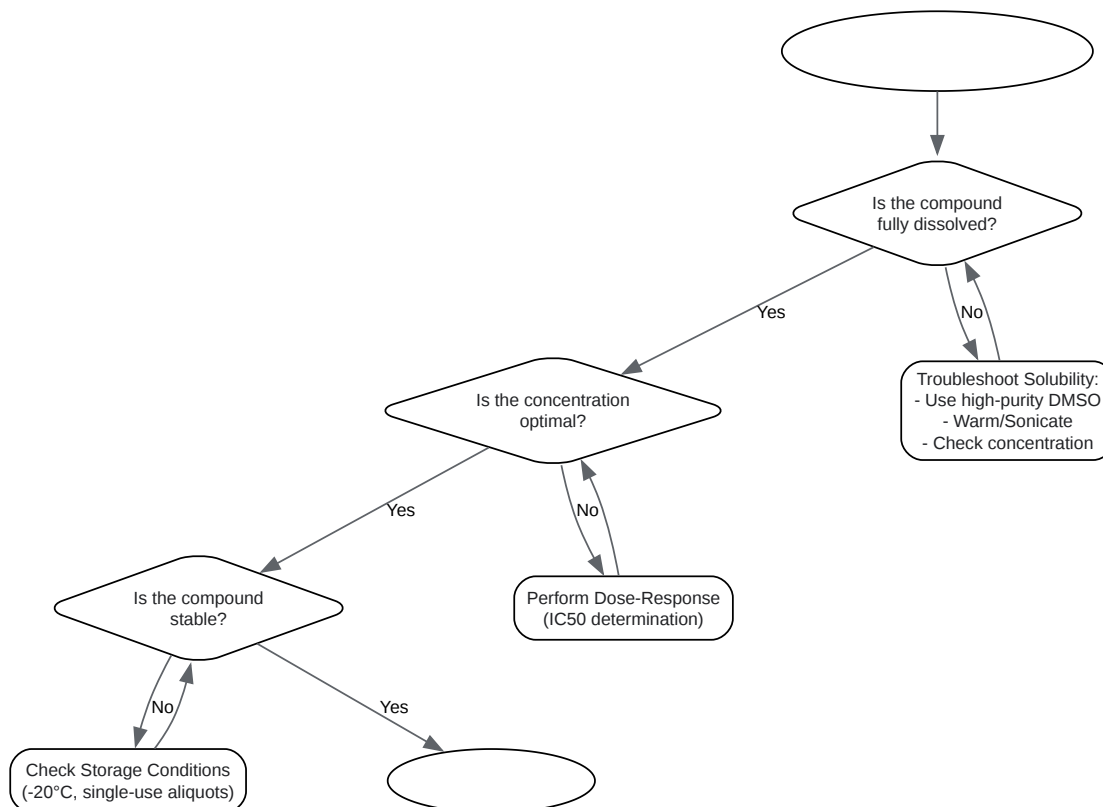 Is the compound
fully dissolved?
Yes
No
Troubleshoot Solubility:
- Use high-purity DMSO
- Warm/Sonicate
- Check concentration
Is the concentration
optimal?
Yes
No
Perform Dose-Response
(IC50 determination)
Is the compound
stable?
No
Yes
Check Storage Conditions
(-20°C, single-use aliquots)